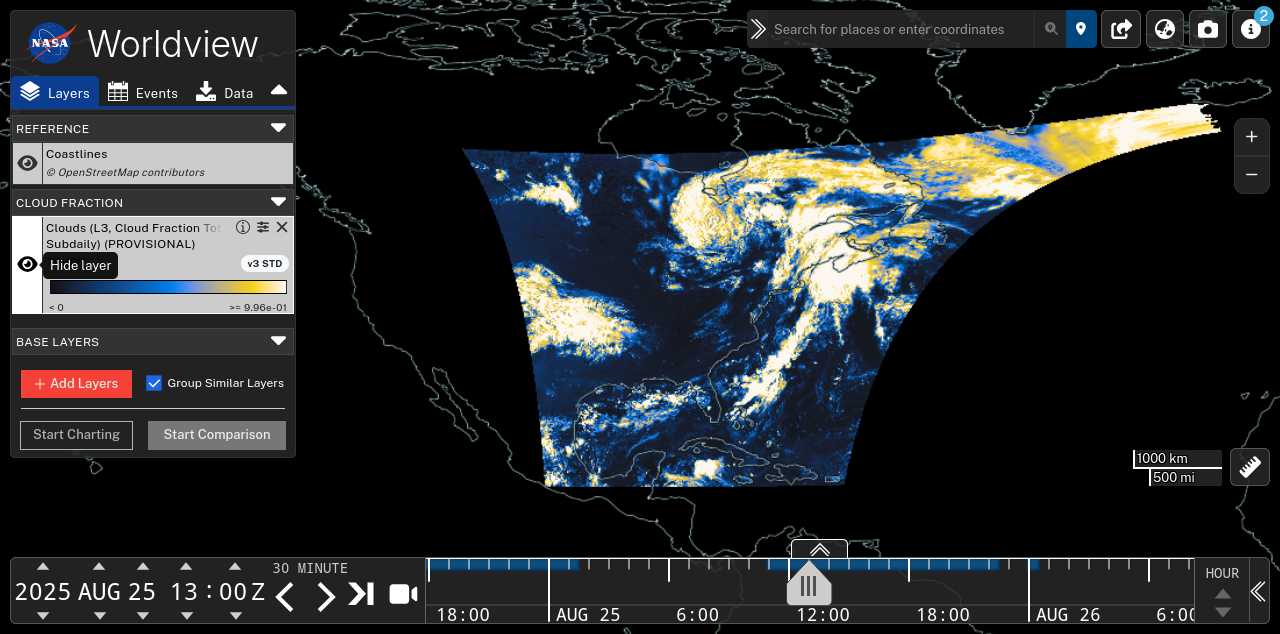 NASA Worldview
Search for places or enter coordinates
2
Layers
Events
Data
REFERENCE
Coastlines
© OpenStreetMap contributors
CLOUD FRACTION
Clouds (L3, Cloud Fraction Tot
Subdaily) (PROVISIONAL)
Hide layer
v3 STD
< 0
>= 9.96e-01
BASE LAYERS
+ Add Layers
Group Similar Layers
Start Charting
Start Comparison
+
−
1000 km
500 mi
2025 AUG 25 13 : 00 Z
30 MINUTE
18:00
AUG 25
6:00
12:00
18:00
AUG 26
6:00
HOUR